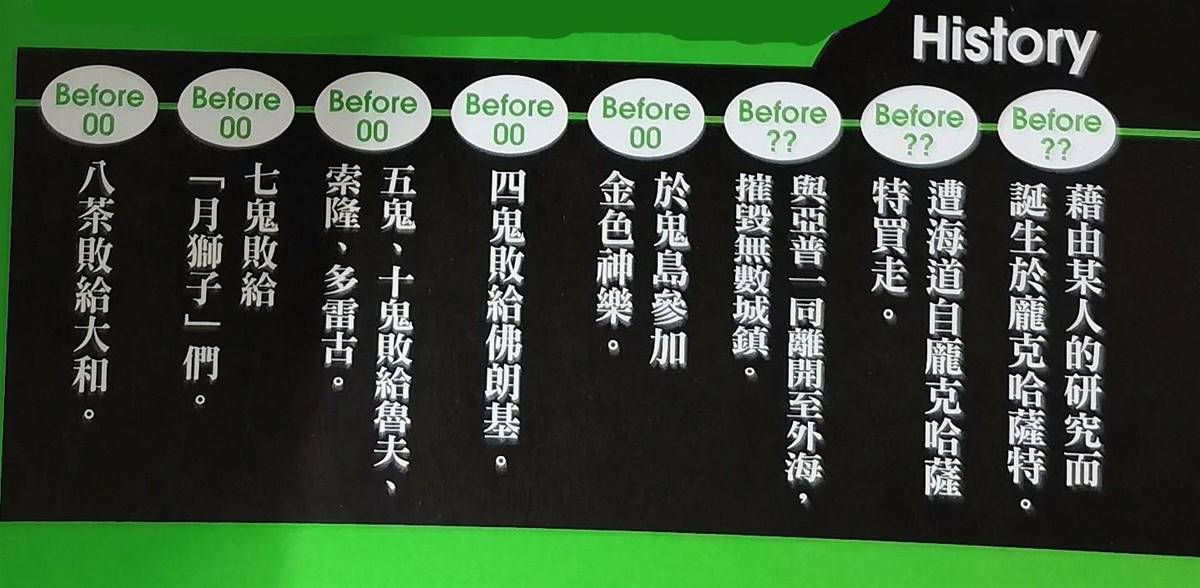 History
Before
??
藉由某人的研究而
誕生於龐克哈薩特。
Before
??
遭海道自龐克哈薩
特買走。
Before
??
與亞普一同離開至外海，
摧毀無數城鎮。
Before
00
於鬼島參加
金色神樂。
Before
00
四鬼敗給佛朗基。
Before
00
五鬼、十鬼敗給魯夫、
索隆、多雷古。
Before
00
七鬼敗給
「月獅子」們。
Before
00
八茶敗給大和。